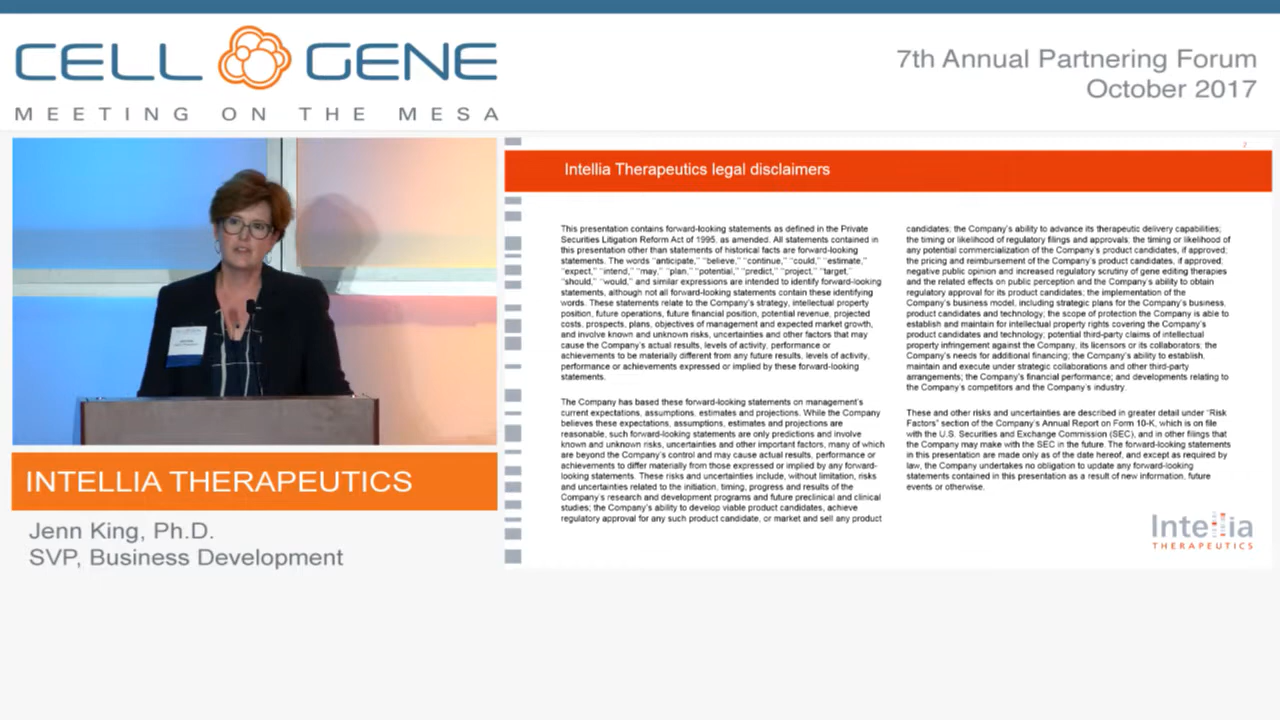 CELL GENE
MEETING ON THE MESA
7th Annual Partnering Forum
October 2017
2
Intellia Therapeutics legal disclaimers
This presentation contains forward-looking statements as defined in the Private
Securities Litigation Reform Act of 1995, as amended. All statements contained in
this presentation other than statements of historical facts are forward-looking
statements. The words “anticipate,” “believe,” “continue,” “could,” “estimate,”
“expect,” “intend,” “may,” “plan,” “potential,” “predict,” “project,” “target,”
“should,” “would,” and similar expressions are intended to identify forward-looking
statements, although not all forward-looking statements contain these identifying
words. These statements relate to the Company’s strategy, intellectual property
position, future operations, future financial position, potential revenue, projected
costs, prospects, plans, objectives of management and expected market growth,
and involve known and unknown risks, uncertainties and other factors that may
cause the Company’s actual results, levels of activity, performance or
achievements to be materially different from any future results, levels of activity,
performance or achievements expressed or implied by these forward-looking
statements.
The Company has based these forward-looking statements on management’s
current expectations, assumptions, estimates and projections. While the Company
believes these expectations, assumptions, estimates and projections are
reasonable, such forward-looking statements are only predictions and involve
known and unknown risks, uncertainties and other important factors, many of which
are beyond the Company’s control and may cause actual results, performance or
achievements to differ materially from those expressed or implied by any forward-
looking statements. These risks and uncertainties include, without limitation, risks
and uncertainties related to the initiation, timing, progress and results of the
Company’s research and development programs and future preclinical and clinical
studies; the Company’s ability to develop viable product candidates, achieve
regulatory approval for any such product candidate, or market and sell any product
candidates; the Company’s ability to advance its therapeutic delivery capabilities;
the timing or likelihood of regulatory filings and approvals; the timing or likelihood of
any potential commercialization of the Company’s product candidates, if approved;
the pricing and reimbursement of the Company’s product candidates, if approved;
negative public opinion and increased regulatory scrutiny of gene editing therapies
and the related effects on public perception and the Company’s ability to obtain
regulatory approval for its product candidates; the implementation of the
Company’s business model, including strategic plans for the Company’s business,
product candidates and technology; the scope of protection the Company is able to
establish and maintain for intellectual property rights covering the Company’s
product candidates and technology; potential third-party claims of intellectual
property infringement against the Company, its licensors or its collaborators; the
Company’s needs for additional financing; the Company’s ability to establish,
maintain and execute under strategic collaborations and other third-party
arrangements; the Company’s financial performance; and developments relating to
the Company’s competitors and the Company’s industry.
These and other risks and uncertainties are described in greater detail under “Risk
Factors” section of the Company’s Annual Report on Form 10-K, which is on file
with the U.S. Securities and Exchange Commission (SEC), and in other filings that
the Company may make with the SEC in the future. The forward-looking statements
in this presentation are made only as of the date hereof, and except as required by
law, the Company undertakes no obligation to update any forward-looking
statements contained in this presentation as a result of new information, future
events or otherwise.
Intellia
THERAPEUTICS
INTELLIA THERAPEUTICS
Jenn King, Ph.D.
SVP, Business Development